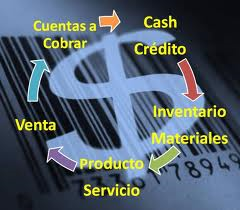 Cuentas a
Cobrar
Cash
Crédito
Inventario
Materiales
Producto
Servicio
Venta